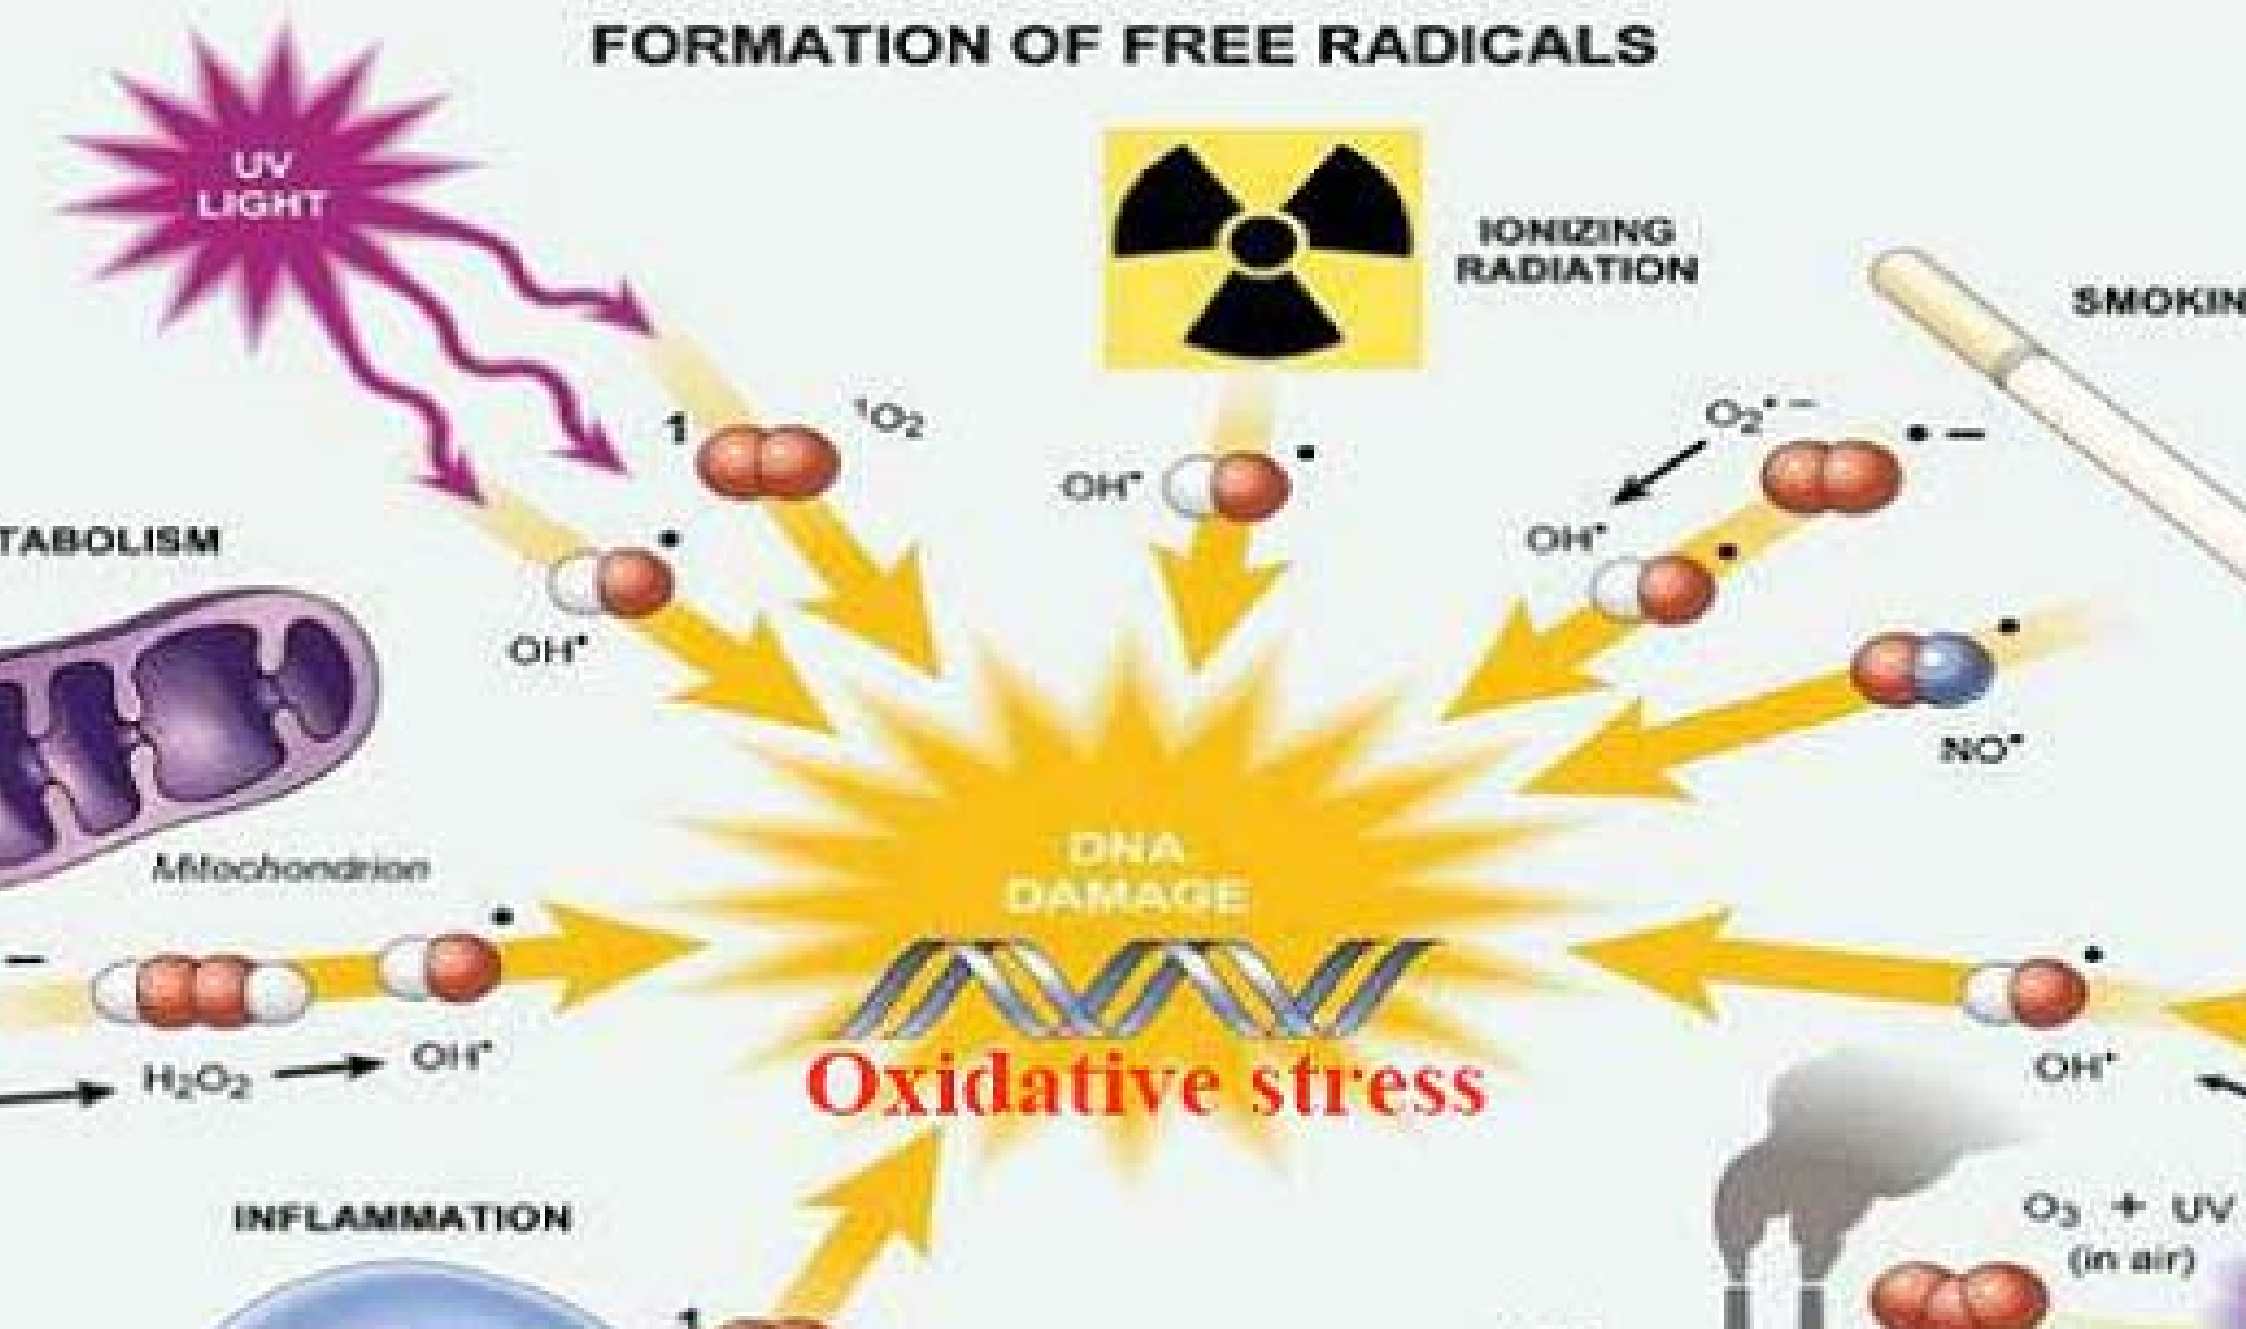 FORMATION OF FREE RADICALS
UV
LIGHT
IONIZING
RADIATION
SMOKIN
1
¹O₂
OH•
O₂•−
• −
OH•
TABOLISM
OH•
NO•
Mitochondrion
DNA
DAMAGE
−
H₂O₂
OH•
OH•
Oxidative stress
INFLAMMATION
O₃ + UV
(in air)
1